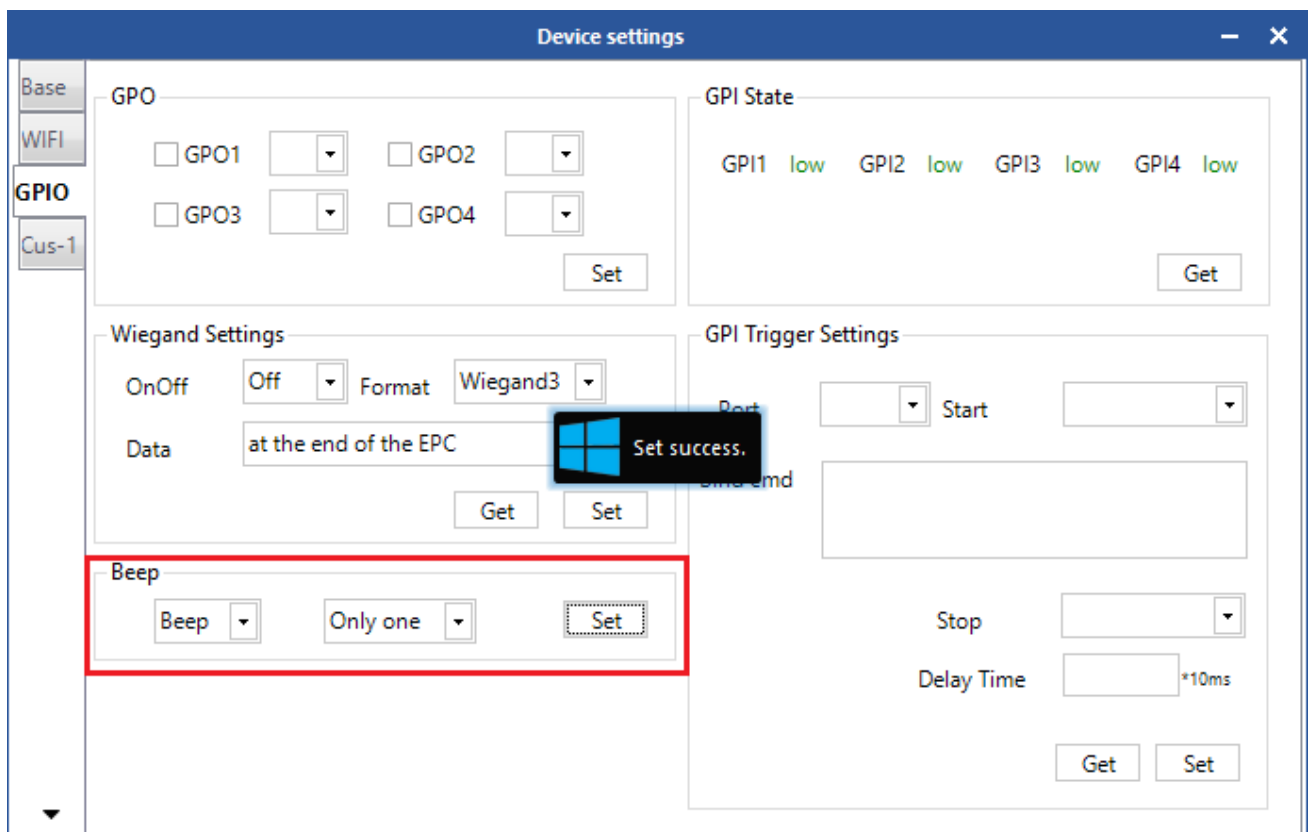 Device settings
Base
WIFI
GPIO
Cus-1
GPO
GPO1
GPO2
GPO3
GPO4
Set
GPI State
GPI1 low GPI2 low GPI3 low GPI4 low
Get
Wiegand Settings
OnOff Off Format Wiegand3
Data at the end of the EPC
Get Set
Set success.
Beep
Beep Only one Set
GPI Trigger Settings
Port Start
cmd
Stop
Delay Time *10ms
Get Set